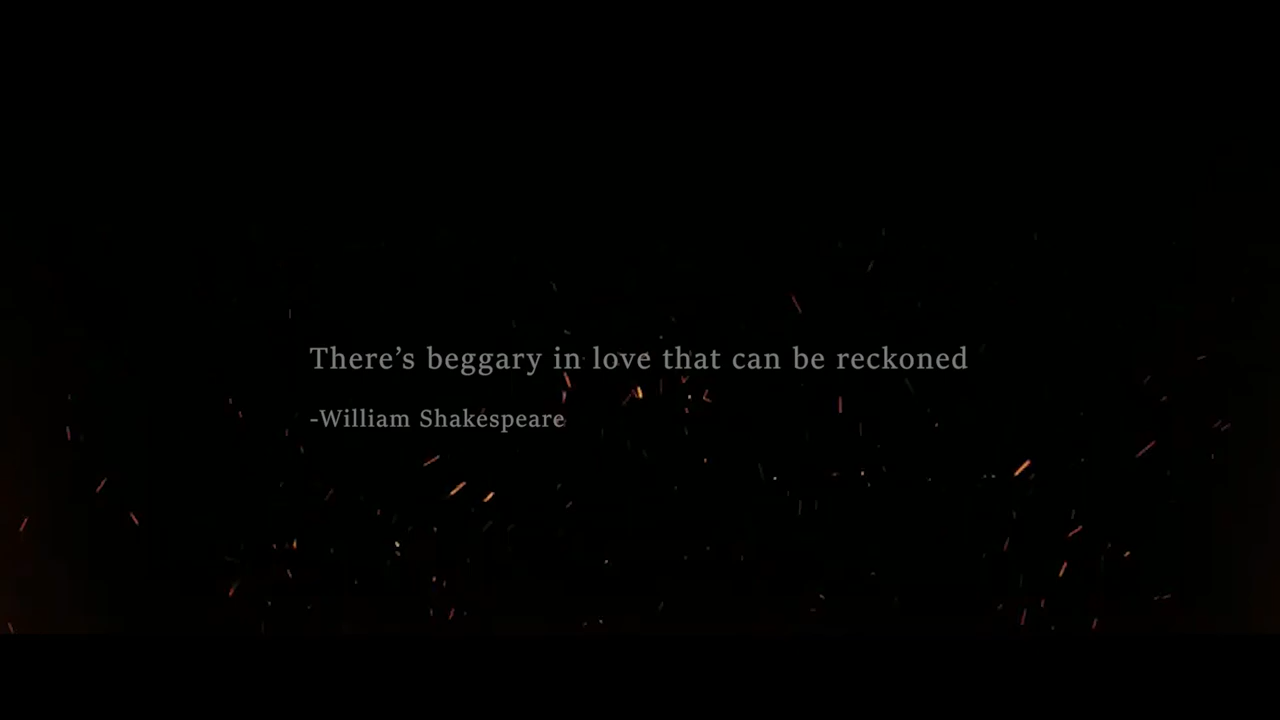 There’s beggary in love that can be reckoned
-William Shakespeare